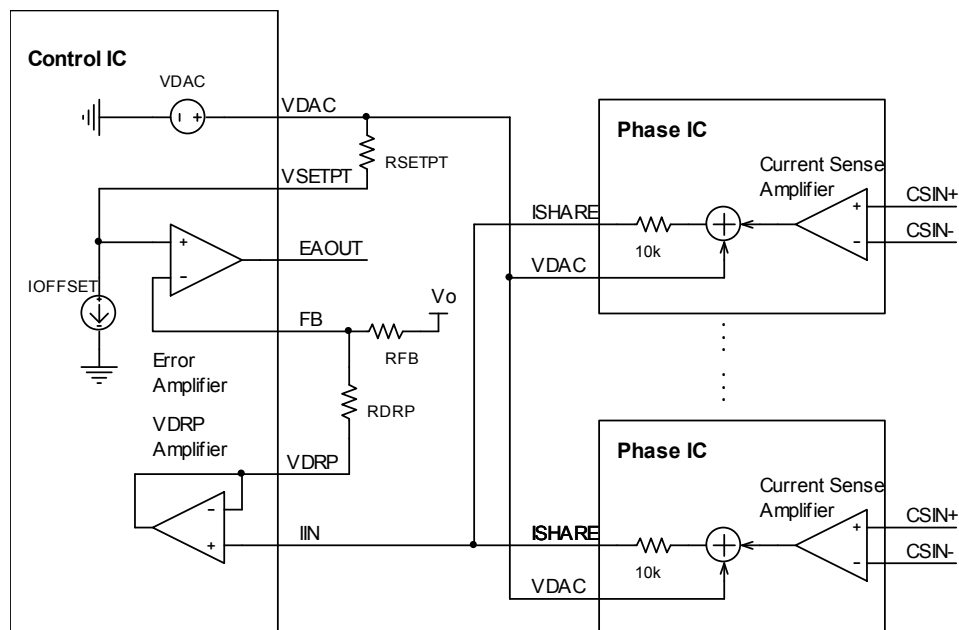 Control IC
VDAC
VDAC
RSETPT
VSETPT
IOFFSET
+
-
EAOUT
Vo
FB
RFB
Error
Amplifier
RDRP
VDRP
Amplifier
VDRP
-
+
IIN
Phase IC
Current Sense
Amplifier
CSIN+
CSIN-
+
-
ISHARE
10k
VDAC
Phase IC
Current Sense
Amplifier
CSIN+
CSIN-
+
-
ISHARE
10k
VDAC